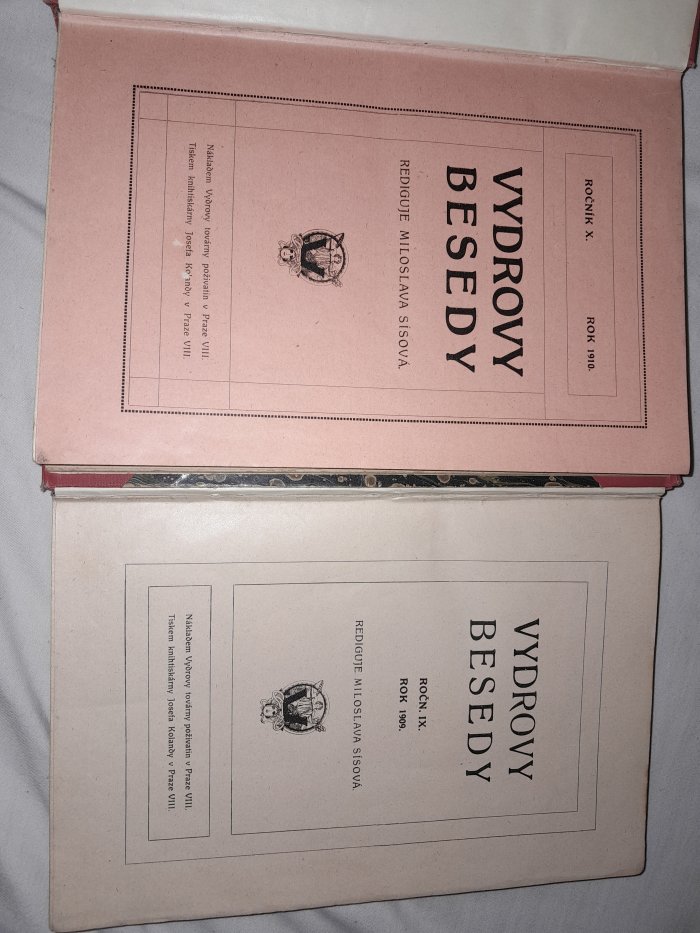 ROČNÍK X. ROK 1910.
VYDROVY
BESEDY
REDIGUJE MILOSLAVA SÍSOVÁ.
V
Nákladem Vydrovy továrny poživatin v Praze VIII.
Tiskem knihtiskárny Josefa Kolandy v Praze VIII.
VYDROVY
BESEDY
ROČN. IX.
ROK 1909.
REDIGUJE MILOSLAVA SÍSOVÁ.
V
Nákladem Vydrovy továrny poživatin v Praze VIII.
Tiskem knihtiskárny Josefa Kolandy v Praze VIII.